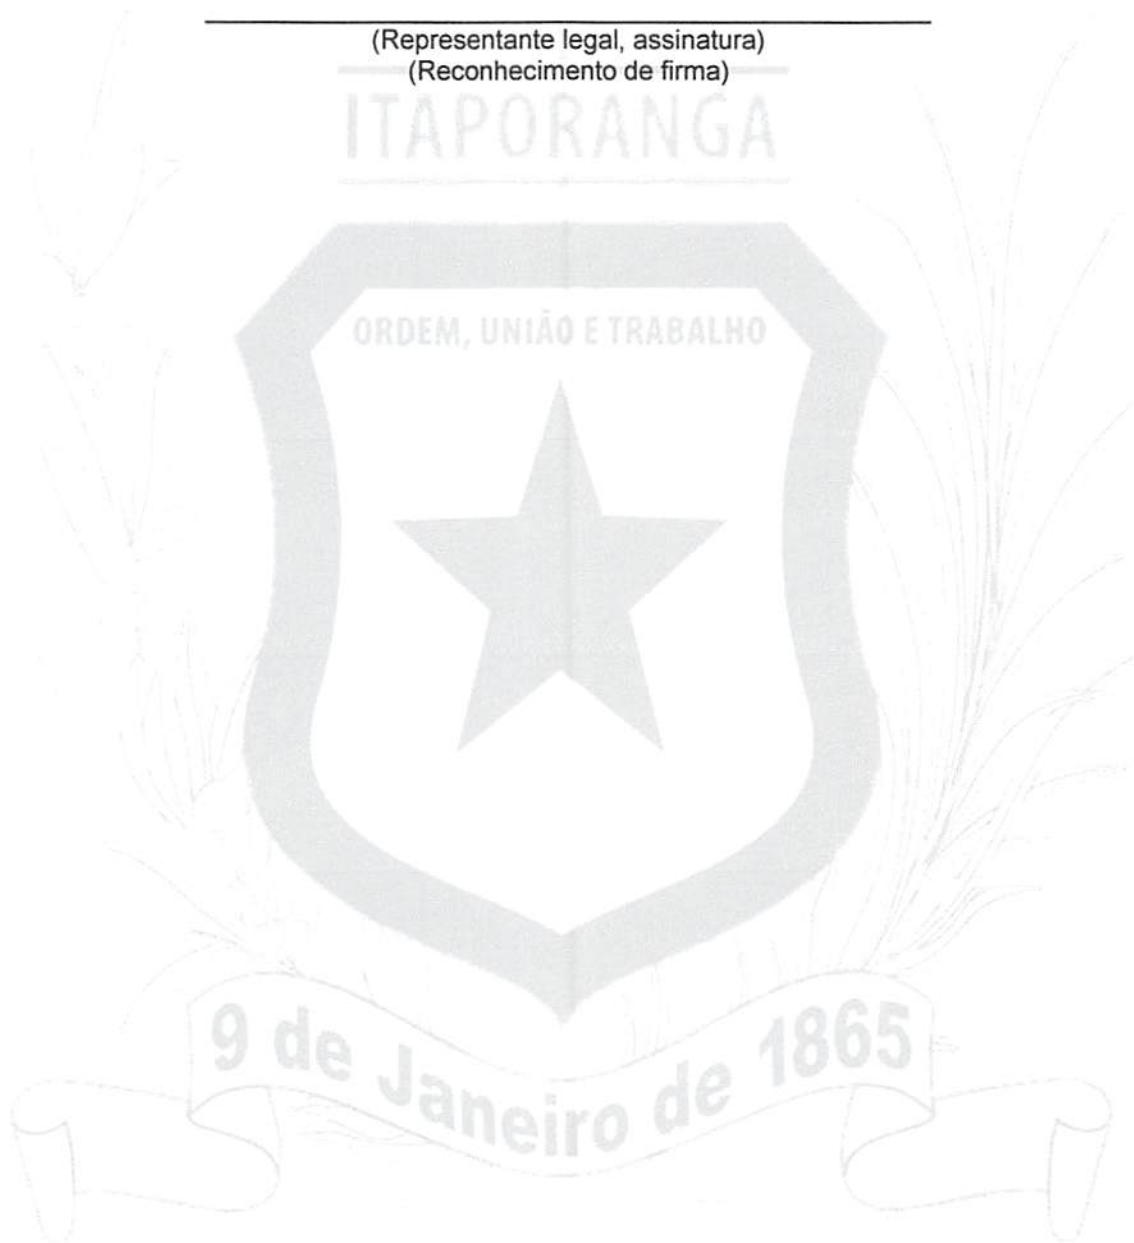 (Representante legal, assinatura)
(Reconhecimento de firma)
ITAPORANGA
ORDEM, UNIÃO E TRABALHO
9 de Janeiro de 1865